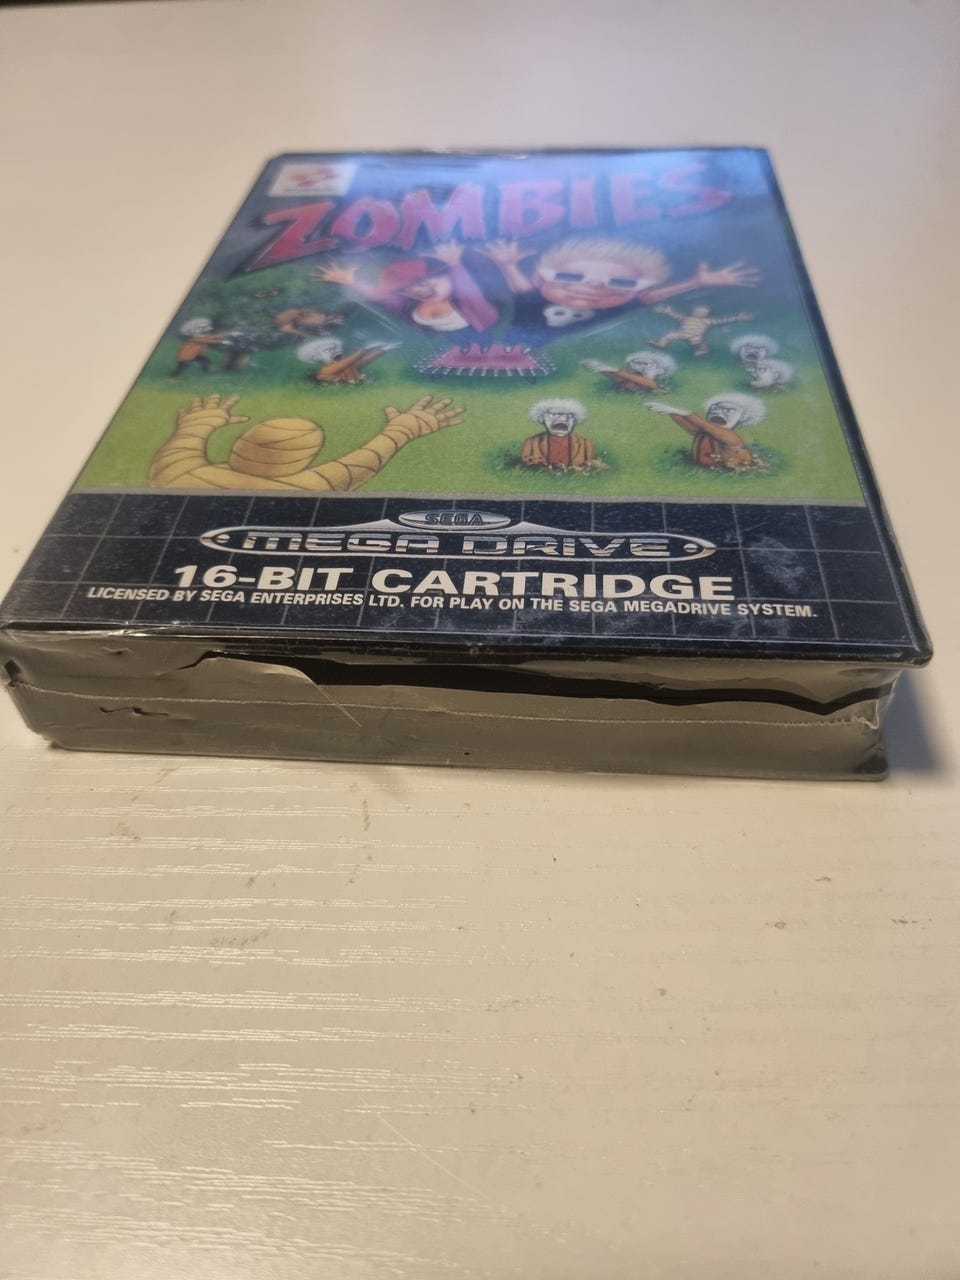 ZOMBIES
SEGA
MEGA DRIVE
16-BIT CARTRIDGE
LICENSED BY SEGA ENTERPRISES LTD. FOR PLAY ON THE SEGA MEGADRIVE SYSTEM.